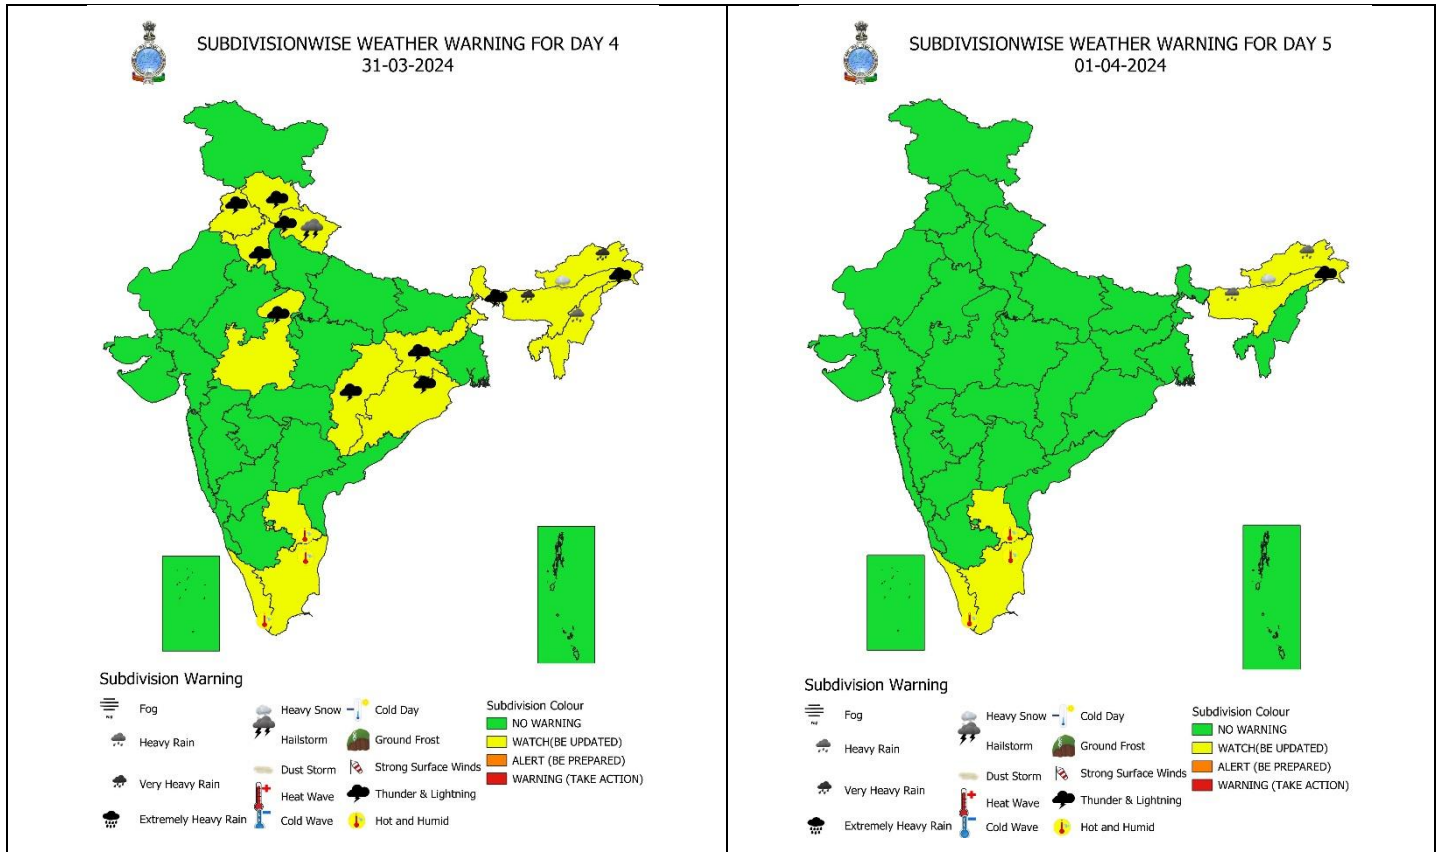 SUBDIVISIONWISE WEATHER WARNING FOR DAY 4
31-03-2024
Subdivision Warning
Fog
Heavy Rain
Very Heavy Rain
Extremely Heavy Rain
Heavy Snow
Hailstorm
Dust Storm
Heat Wave
Cold Wave
Cold Day
Ground Frost
Strong Surface Winds
Thunder & Lightning
Hot and Humid
Subdivision Colour
NO WARNING
WATCH(BE UPDATED)
ALERT (BE PREPARED)
WARNING (TAKE ACTION)
SUBDIVISIONWISE WEATHER WARNING FOR DAY 5
01-04-2024
Subdivision Warning
Fog
Heavy Rain
Very Heavy Rain
Extremely Heavy Rain
Heavy Snow
Hailstorm
Dust Storm
Heat Wave
Cold Wave
Cold Day
Ground Frost
Strong Surface Winds
Thunder & Lightning
Hot and Humid
Subdivision Colour
NO WARNING
WATCH(BE UPDATED)
ALERT (BE PREPARED)
WARNING (TAKE ACTION)